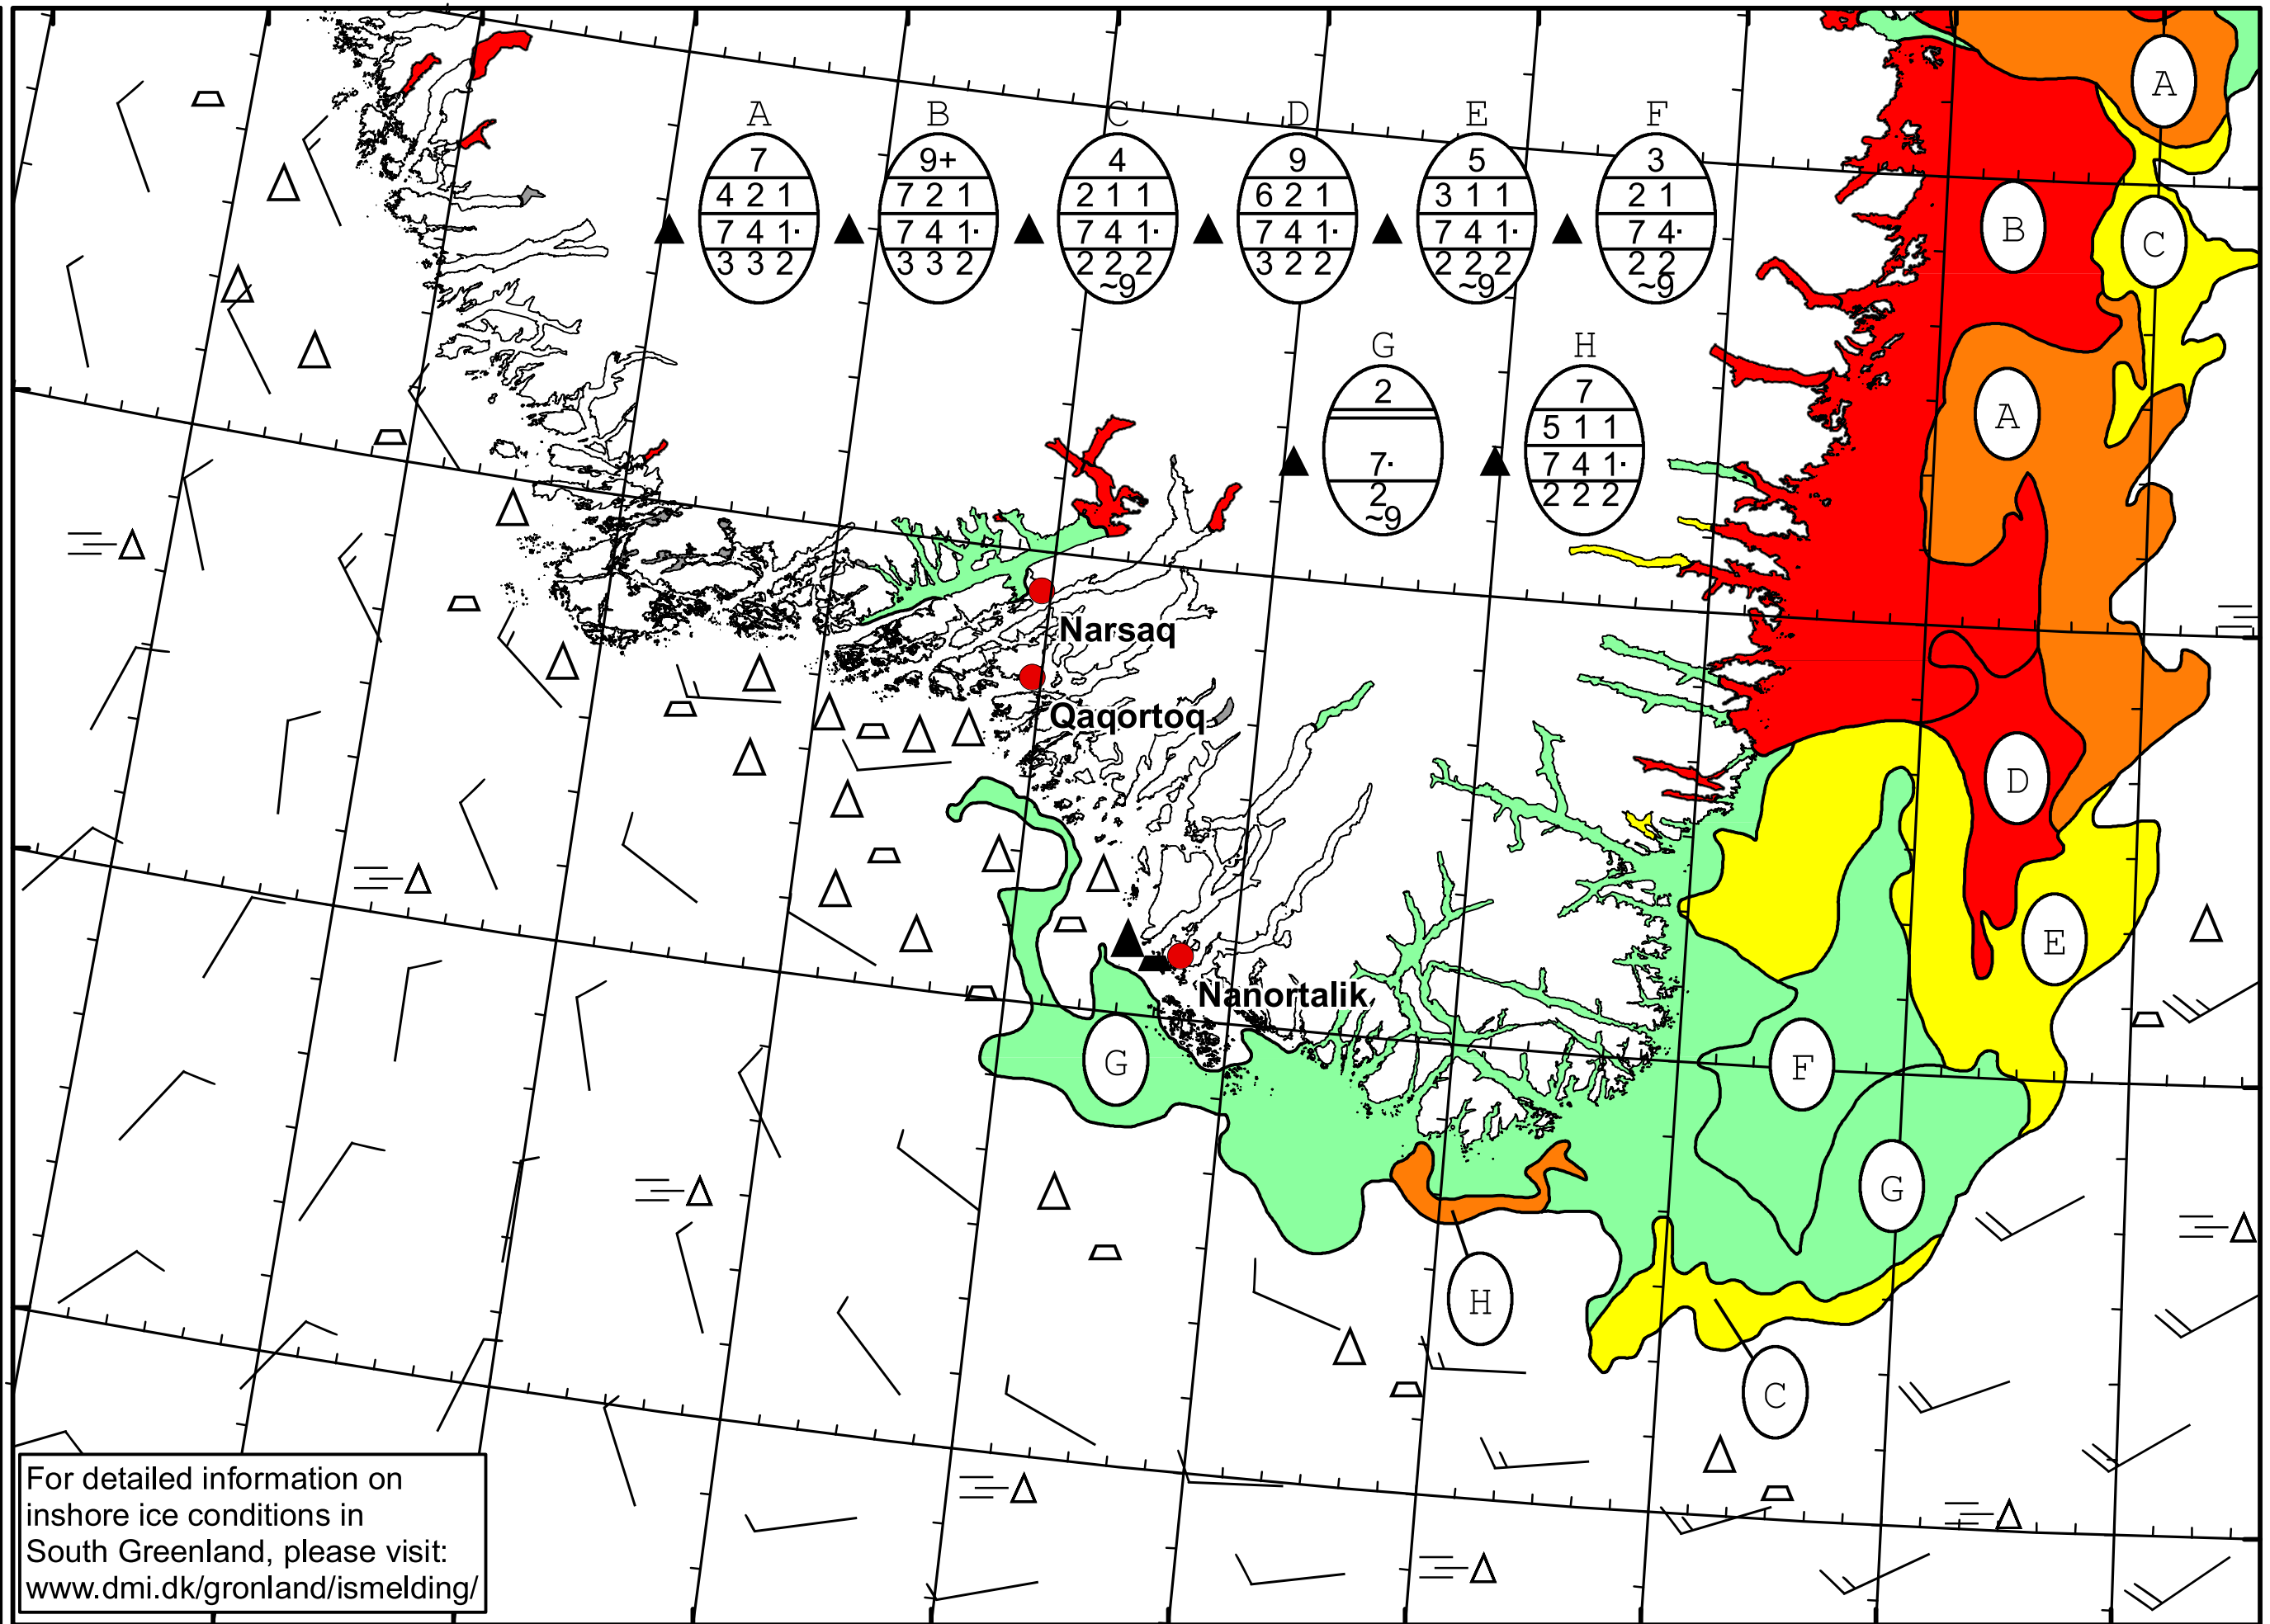 A B C D E F
7 9+ 4 9 5 3
4 2 1 7 2 1 2 1 1 6 2 1 3 1 1 2 1
7 4 1· 7 4 1· 7 4 1· 7 4 1· 7 4 1· 7 4·
3 3 2 3 3 2 2 2 2 3 2 2 2 2 2 2 2
~9 ~9 ~9
G H
2 7
5 1 1
7· 7 4 1·
2 2 2 2
~9
A
B
C
A
Narsaq
Qaqortoq
D
E
Nanortalik
G
F
G
H
C
For detailed information on
inshore ice conditions in
South Greenland, please visit:
www.dmi.dk/gronland/ismelding/